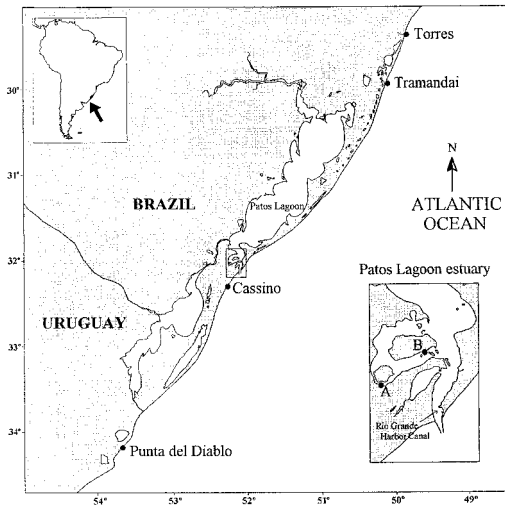 Torres
Tramandai
30°
N
31°
BRAZIL
Patos Lagoon
ATLANTIC
OCEAN
32°
Patos Lagoon estuary
Cassino
URUGUAY
33°
B
A
Rio Grande
Harbor Canal
34°
Punta del Diablo
54°
53°
52°
51°
50°
49°